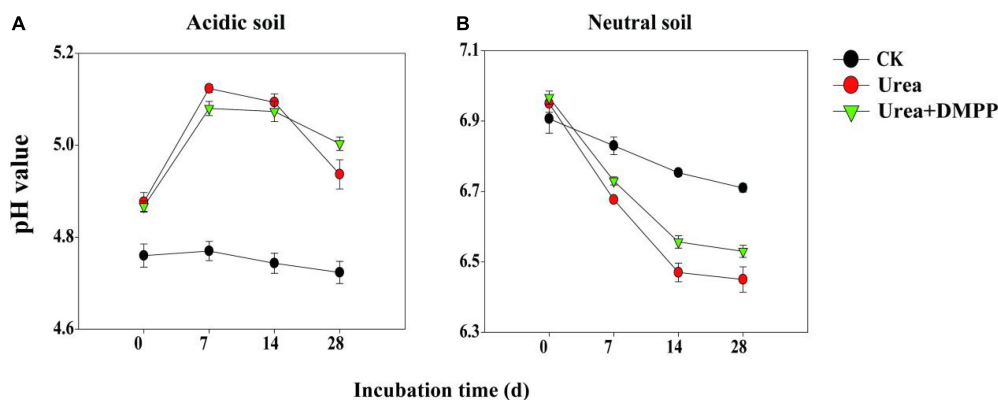 A
Acidic soil
B
Neutral soil
CK
Urea
Urea+DMPP
pH value
5.2
5.0
4.8
4.6
0 7 14 28
7.1
6.9
6.7
6.5
6.3
0 7 14 28
Incubation time (d)